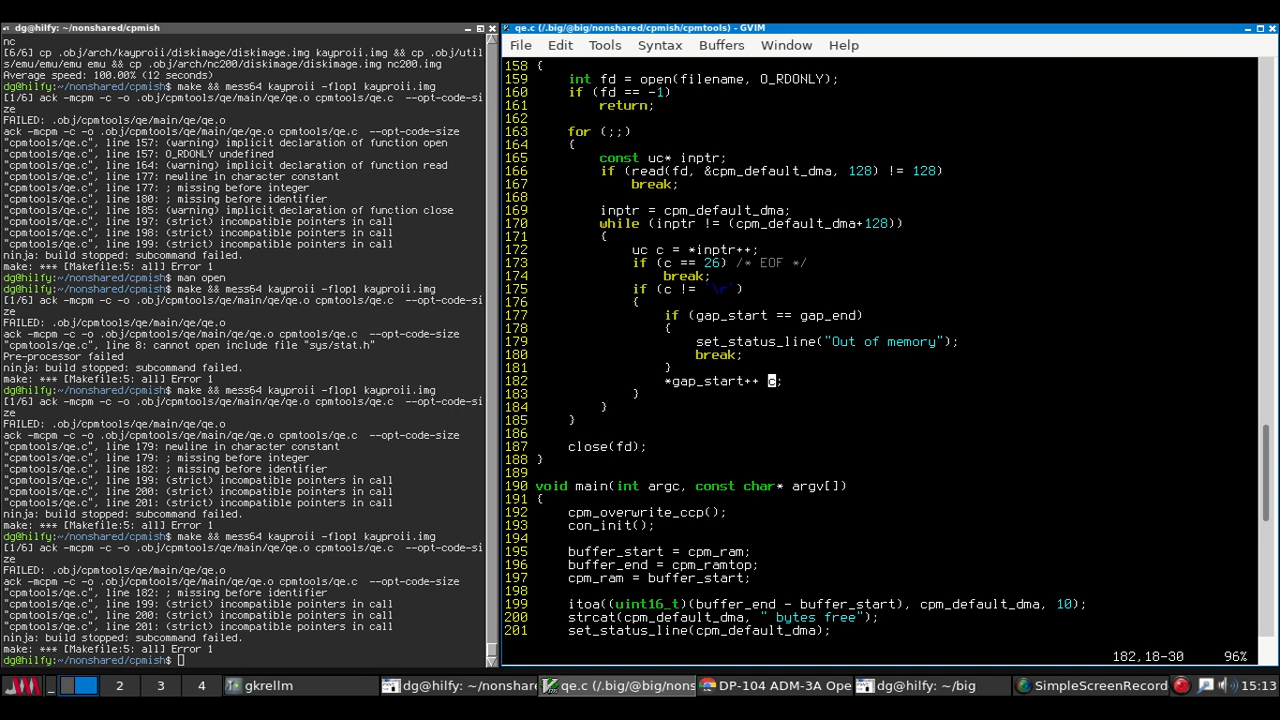 dg@hilfy: ~/nonshared/cpmish
nc
[6/6] cp .obj/arch/kayproii/diskimage/diskimage.img kayproii.img && cp .obj/util
s/emu/emu/emu emu && cp .obj/arch/nc200/diskimage/diskimage.img nc200.img
Average speed: 100.00% (12 seconds)
dg@hilfy:~/nonshared/cpmish$ make && mess64 kayproii -flop1 kayproii.img
[1/6] ack -mcpm -c -o .obj/cpmtools/qe/main/qe/qe.o cpmtools/qe.c --opt-code-si
ze
FAILED: .obj/cpmtools/qe/main/qe/qe.o
ack -mcpm -c -o .obj/cpmtools/qe/main/qe/qe.o cpmtools/qe.c  --opt-code-size
"cpmtools/qe.c", line 157: (warning) implicit declaration of function open
"cpmtools/qe.c", line 157: O_RDONLY undefined
"cpmtools/qe.c", line 164: (warning) implicit declaration of function read
"cpmtools/qe.c", line 177: newline in character constant
"cpmtools/qe.c", line 177: ; missing before integer
"cpmtools/qe.c", line 180: ; missing before identifier
"cpmtools/qe.c", line 185: (warning) implicit declaration of function close
"cpmtools/qe.c", line 197: (strict) incompatible pointers in call
"cpmtools/qe.c", line 198: (strict) incompatible pointers in call
"cpmtools/qe.c", line 199: (strict) incompatible pointers in call
ninja: build stopped: subcommand failed.
make: *** [Makefile:5: all] Error 1
dg@hilfy:~/nonshared/cpmish$ man open
dg@hilfy:~/nonshared/cpmish$ make && mess64 kayproii -flop1 kayproii.img
[1/6] ack -mcpm -c -o .obj/cpmtools/qe/main/qe/qe.o cpmtools/qe.c --opt-code-si
ze
FAILED: .obj/cpmtools/qe/main/qe/qe.o
ack -mcpm -c -o .obj/cpmtools/qe/main/qe/qe.o cpmtools/qe.c  --opt-code-size
"cpmtools/qe.c", line 8: cannot open include file "sys/stat.h"
Pre-processor failed
ninja: build stopped: subcommand failed.
make: *** [Makefile:5: all] Error 1
dg@hilfy:~/nonshared/cpmish$ make && mess64 kayproii -flop1 kayproii.img
[1/6] ack -mcpm -c -o .obj/cpmtools/qe/main/qe/qe.o cpmtools/qe.c --opt-code-si
ze
FAILED: .obj/cpmtools/qe/main/qe/qe.o
ack -mcpm -c -o .obj/cpmtools/qe/main/qe/qe.o cpmtools/qe.c  --opt-code-size
"cpmtools/qe.c", line 179: newline in character constant
"cpmtools/qe.c", line 179: ; missing before integer
"cpmtools/qe.c", line 182: ; missing before identifier
"cpmtools/qe.c", line 199: (strict) incompatible pointers in call
"cpmtools/qe.c", line 200: (strict) incompatible pointers in call
"cpmtools/qe.c", line 201: (strict) incompatible pointers in call
ninja: build stopped: subcommand failed.
make: *** [Makefile:5: all] Error 1
dg@hilfy:~/nonshared/cpmish$ make && mess64 kayproii -flop1 kayproii.img
[1/6] ack -mcpm -c -o .obj/cpmtools/qe/main/qe/qe.o cpmtools/qe.c --opt-code-si
ze
FAILED: .obj/cpmtools/qe/main/qe/qe.o
ack -mcpm -c -o .obj/cpmtools/qe/main/qe/qe.o cpmtools/qe.c  --opt-code-size
"cpmtools/qe.c", line 182: ; missing before identifier
"cpmtools/qe.c", line 199: (strict) incompatible pointers in call
"cpmtools/qe.c", line 200: (strict) incompatible pointers in call
"cpmtools/qe.c", line 201: (strict) incompatible pointers in call
ninja: build stopped: subcommand failed.
make: *** [Makefile:5: all] Error 1
dg@hilfy:~/nonshared/cpmish$
qe.c (/.big/@big/nonshared/cpmish/cpmtools) - GVIM
File Edit Tools Syntax Buffers Window Help
158 {
159     int fd = open(filename, O_RDONLY);
160     if (fd == -1)
161         return;
162
163     for (;;)
164     {
165         const uc* inptr;
166         if (read(fd, &cpm_default_dma, 128) != 128)
167             break;
168
169         inptr = cpm_default_dma;
170         while (inptr != (cpm_default_dma+128))
171         {
172             uc c = *inptr++;
173             if (c == 26) /* EOF */
174                 break;
175             if (c != '\r')
176             {
177                 if (gap_start == gap_end)
178                 {
179                     set_status_line("Out of memory");
180                     break;
181                 }
182                 *gap_start++ c;
183             }
184         }
185     }
186
187     close(fd);
188 }
189
190 void main(int argc, const char* argv[])
191 {
192     cpm_overwrite_ccp();
193     con_init();
194
195     buffer_start = cpm_ram;
196     buffer_end = cpm_ramtop;
197     cpm_ram = buffer_start;
198
199     itoa((uint16_t)(buffer_end - buffer_start), cpm_default_dma, 10);
200     strcat(cpm_default_dma, " bytes free");
201     set_status_line(cpm_default_dma);
182,18-30 96%
2 3 4 gkrellm dg@hilfy: ~/nonshare qe.c (/.big/@big/nons DP-104 ADM-3A Ope dg@hilfy: ~/big SimpleScreenRecord 15:13